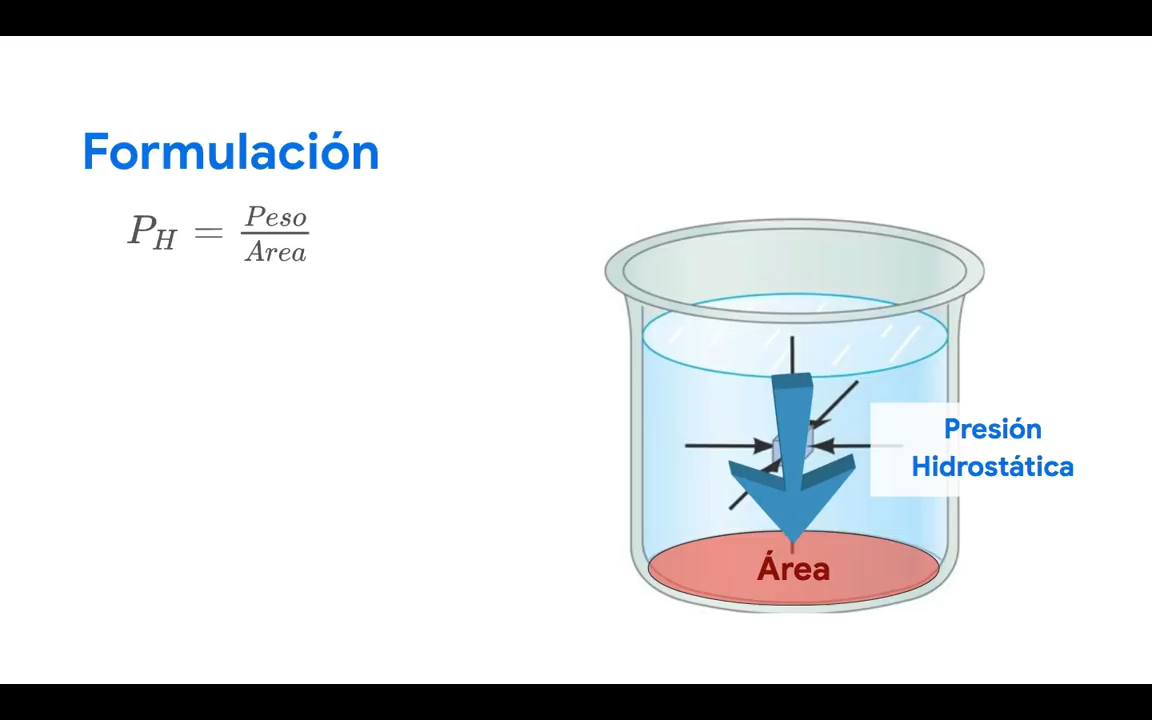 Formulación
P_H = Peso / Area
Presión
Hidrostática
Área